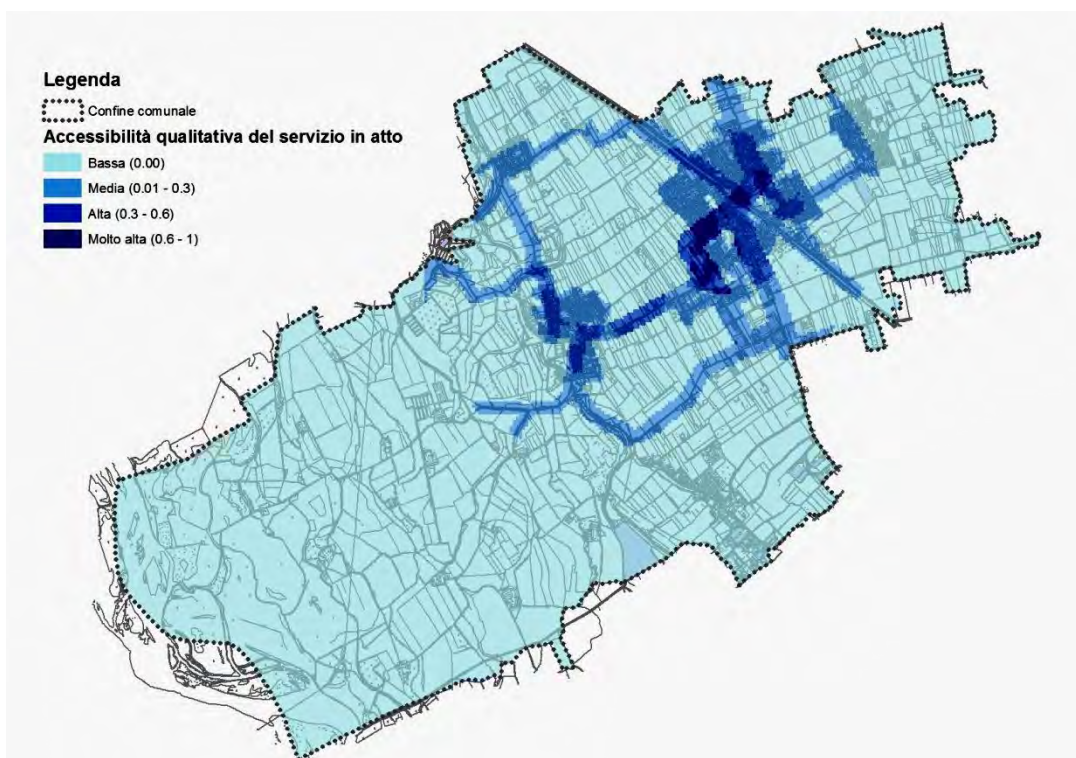 Legenda
Confine comunale
Accessibilità qualitativa del servizio in atto
Bassa (0.00)
Media (0.01 - 0.3)
Alta (0.3 - 0.6)
Molto alta (0.6 - 1)